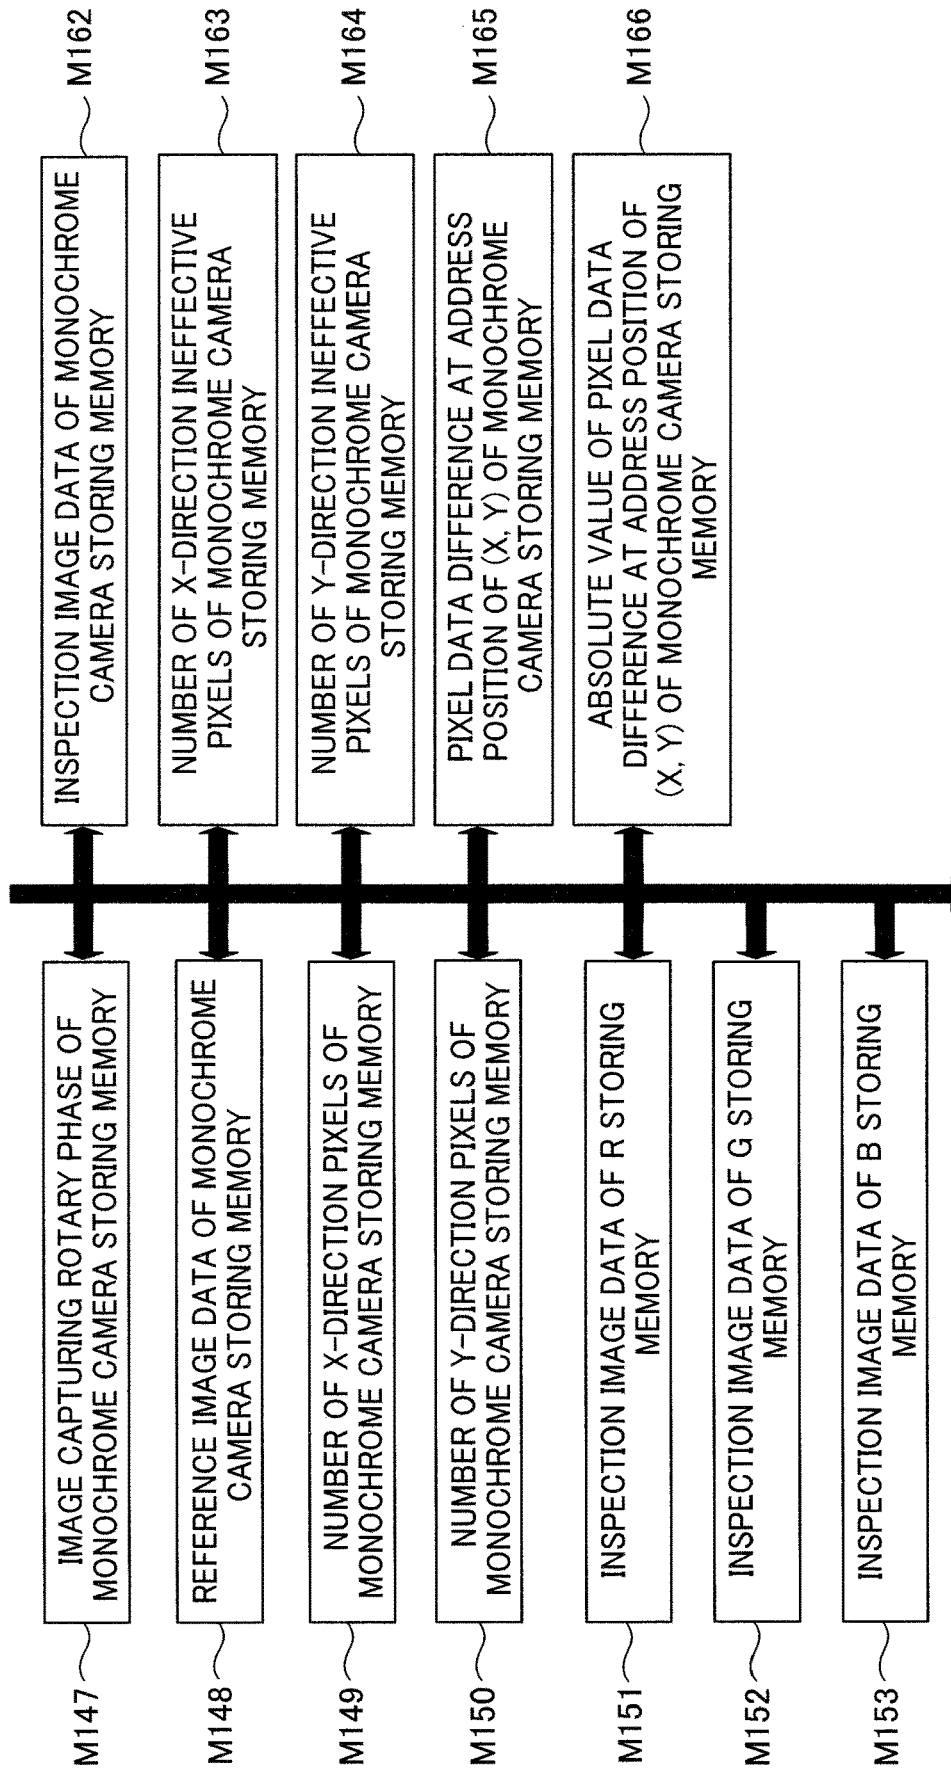 M147
IMAGE CAPTURING ROTARY PHASE OF
MONOCHROME CAMERA STORING MEMORY
M148
REFERENCE IMAGE DATA OF MONOCHROME
CAMERA STORING MEMORY
M149
NUMBER OF X-DIRECTION PIXELS OF
MONOCHROME CAMERA STORING MEMORY
M150
NUMBER OF Y-DIRECTION PIXELS OF
MONOCHROME CAMERA STORING MEMORY
M151
INSPECTION IMAGE DATA OF R STORING
MEMORY
M152
INSPECTION IMAGE DATA OF G STORING
MEMORY
M153
INSPECTION IMAGE DATA OF B STORING
MEMORY
INSPECTION IMAGE DATA OF MONOCHROME
CAMERA STORING MEMORY
M162
NUMBER OF X-DIRECTION INEFFECTIVE
PIXELS OF MONOCHROME CAMERA
STORING MEMORY
M163
NUMBER OF Y-DIRECTION INEFFECTIVE
PIXELS OF MONOCHROME CAMERA
STORING MEMORY
M164
PIXEL DATA DIFFERENCE AT ADDRESS
POSITION OF (X, Y) OF MONOCHROME
CAMERA STORING MEMORY
M165
ABSOLUTE VALUE OF PIXEL DATA
DIFFERENCE AT ADDRESS POSITION OF
(X, Y) OF MONOCHROME CAMERA STORING
MEMORY
M166